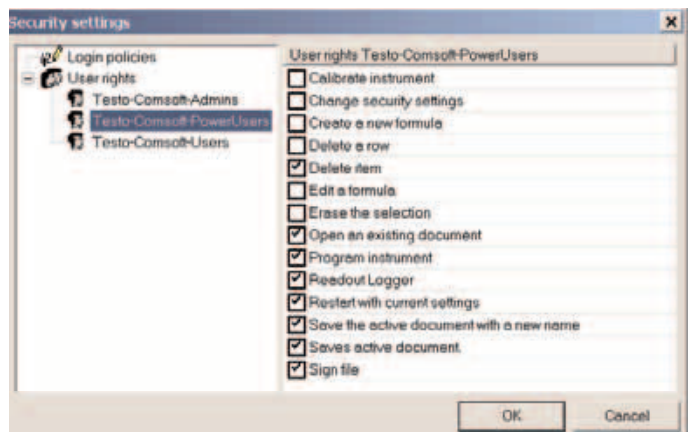 Security settings
Login policies
User rights
Testo-Comsoft-Admins
Testo-Comsoft-PowerUsers
Testo-Comsoft-Users
User rights Testo-Comsoft-PowerUsers
Calibrate instrument
Change security settings
Create a new formula
Delete a row
Delete item
Edit a formula
Erase the selection
Open an existing document
Program instrument
Readout Logger
Restart with current settings
Save the active document with a new name
Saves active document.
Sign file
OK
Cancel